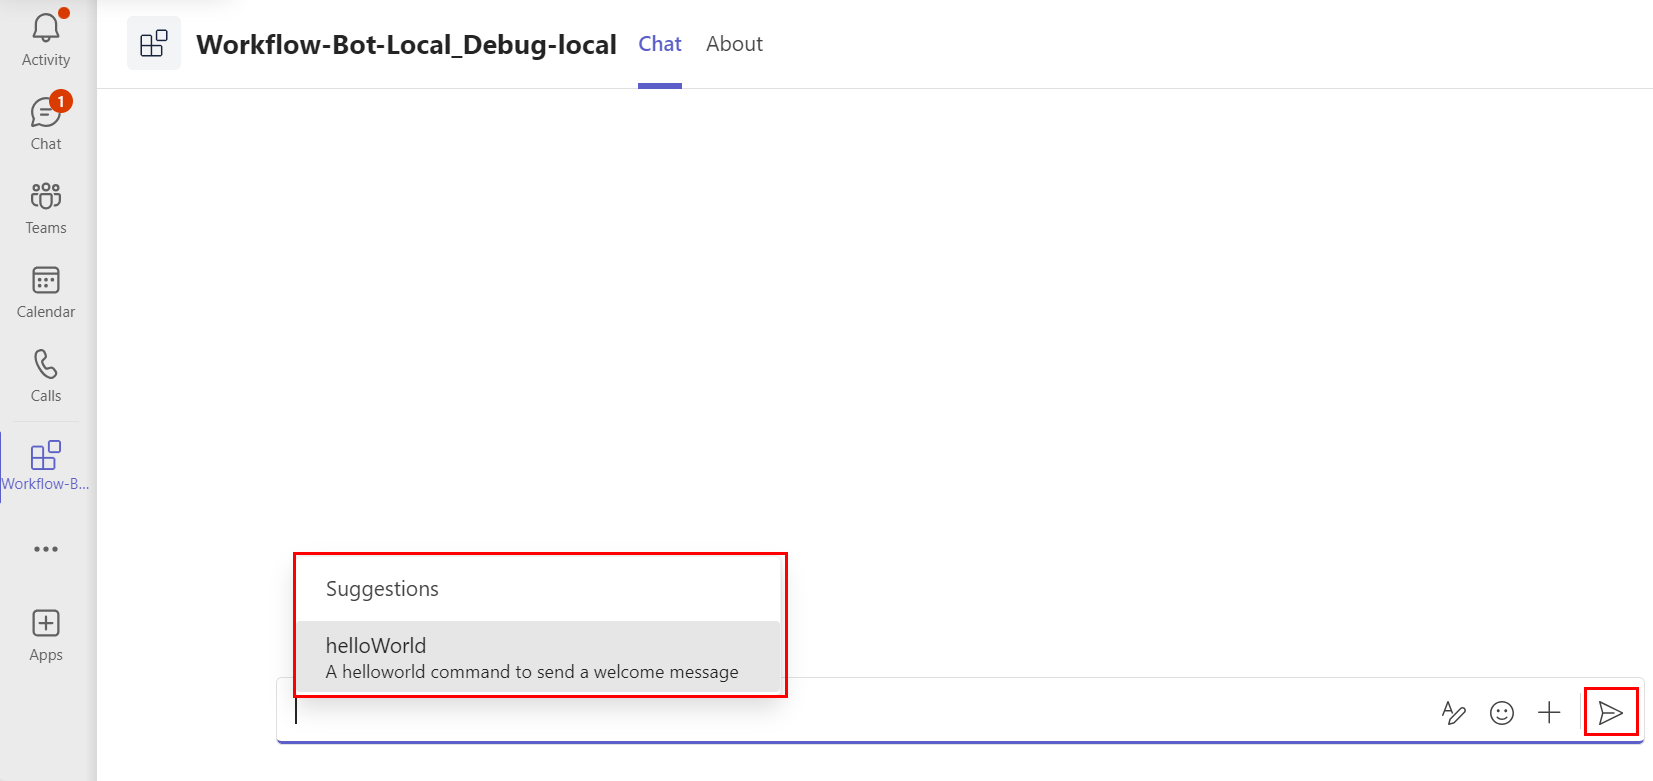 Activity
1
Chat
Teams
Calendar
Calls
Workflow-B...
Apps
Workflow-Bot-Local_Debug-local
Chat
About
Suggestions
helloWorld
A helloworld command to send a welcome message